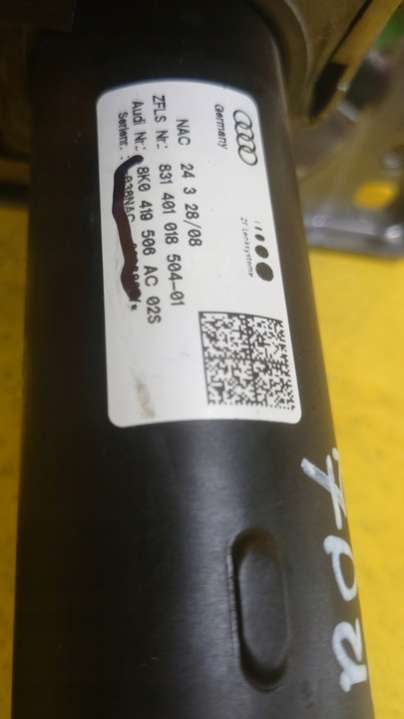 Germany
ZF Lenksysteme
NAC 24 3 28/08
ZFLS Nr.: 831 401 018 504-01
Audi Nr.: 8K0 419 506 AC 02S
Seriennr. :